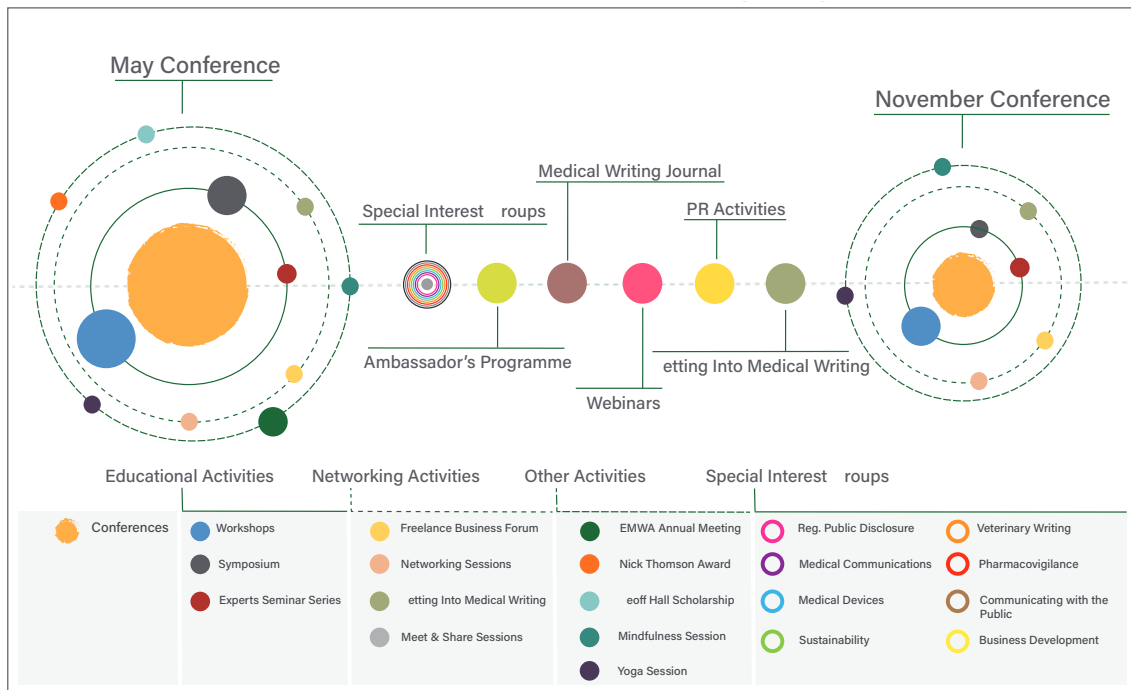 May Conference
November Conference
Medical Writing Journal
Special Interest roups
PR Activities
Ambassador's Programme
etting Into Medical Writing
Webinars
Educational Activities
Networking Activities
Other Activities
Special Interest roups
Conferences
Workshops
Symposium
Experts Seminar Series
Freelance Business Forum
Networking Sessions
etting Into Medical Writing
Meet & Share Sessions
EMWA Annual Meeting
Nick Thomson Award
eoff Hall Scholarship
Mindfulness Session
Yoga Session
Reg. Public Disclosure
Medical Communications
Medical Devices
Sustainability
Veterinary Writing
Pharmacovigilance
Communicating with the
Public
Business Development